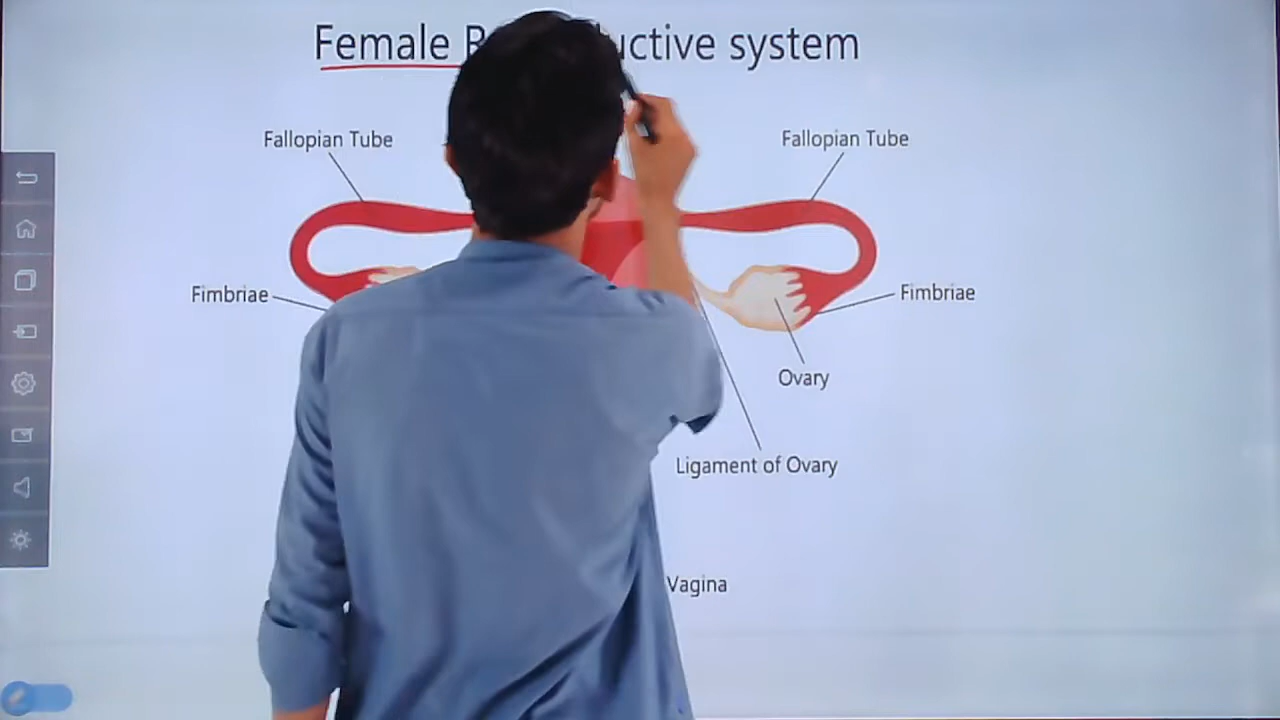 Female uctive system
Fallopian Tube
Fallopian Tube
Fimbriae
Fimbriae
Ovary
Ligament of Ovary
Vagina